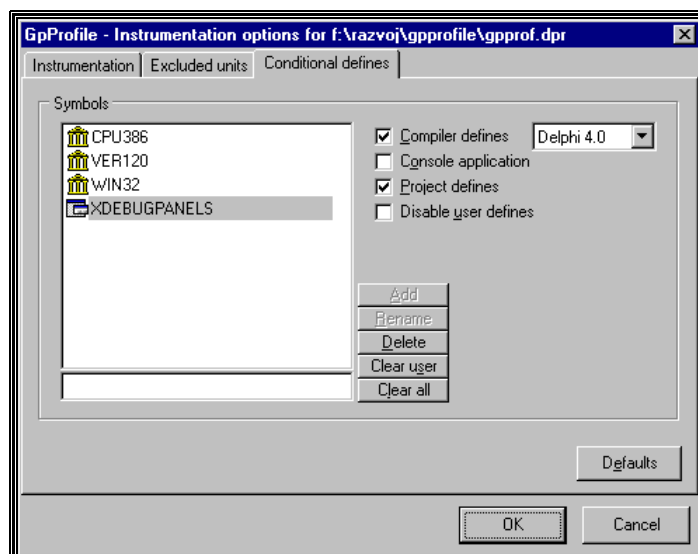 GpProfile - Instrumentation options for f:\razvoj\gpprofile\gpprof.dpr
Instrumentation
Excluded units
Conditional defines
Symbols
CPU386
VER120
WIN32
XDEBUGPANELS
Compiler defines
Delphi 4.0
Console application
Project defines
Disable user defines
Add
Rename
Delete
Clear user
Clear all
Defaults
OK
Cancel